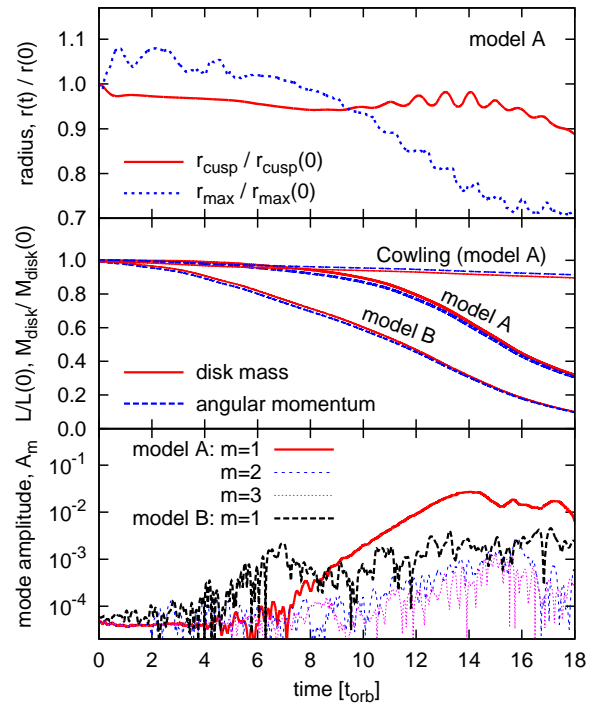 model A
radius, r(t) / r(0)
1.1
1.0
0.9
0.8
0.7
r_cusp / r_cusp(0)
r_max / r_max(0)
L/L(0), M_disk/ M_disk(0)
1.0
0.8
0.6
0.4
0.2
0.0
Cowling (model A)
model A
model B
disk mass
angular momentum
mode amplitude, A_m
10^-1
10^-2
10^-3
10^-4
model A: m=1
m=2
m=3
model B: m=1
0 2 4 6 8 10 12 14 16 18
time [t_orb]